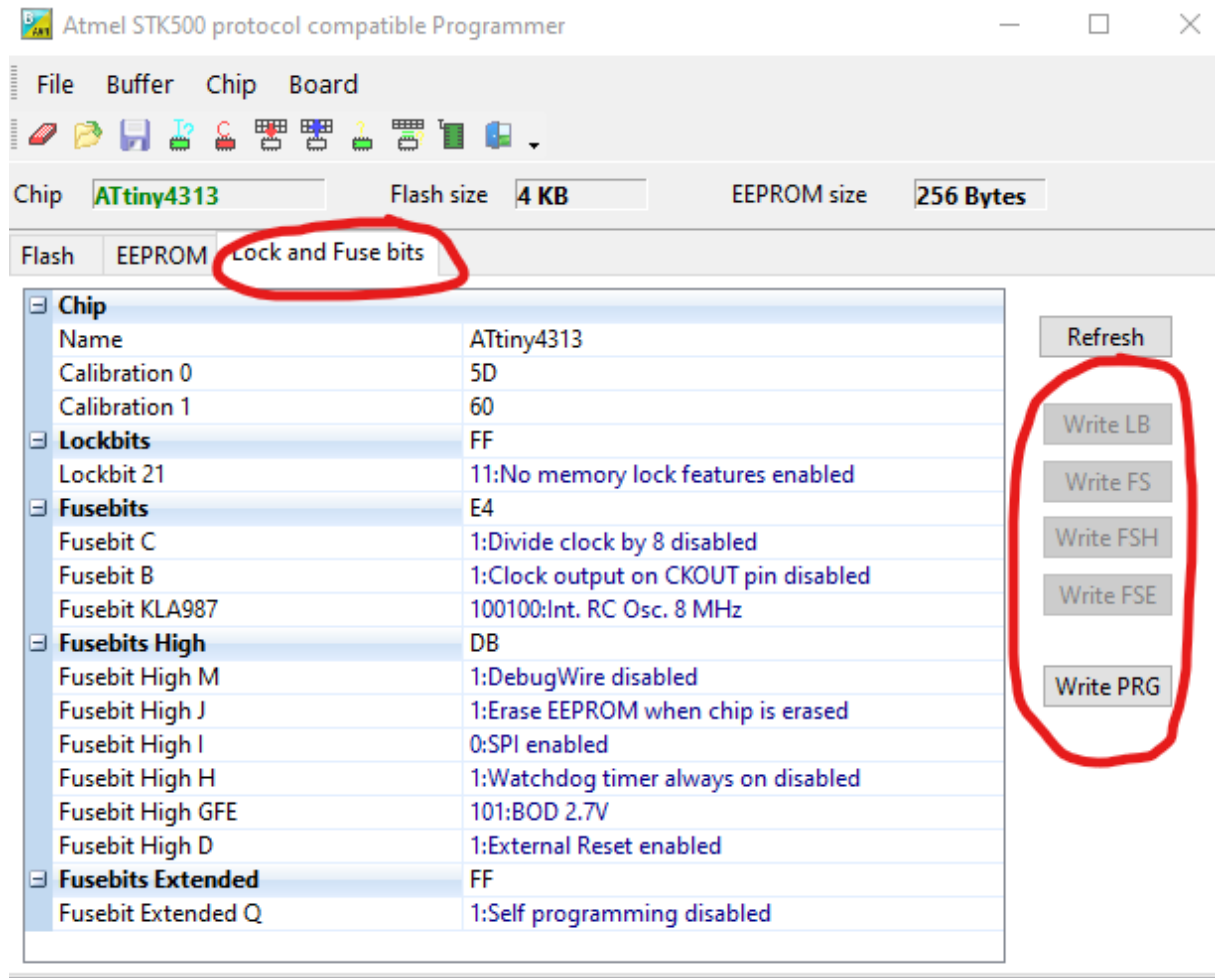 Atmel STK500 protocol compatible Programmer
File Buffer Chip Board
Chip ATtiny4313 Flash size 4 KB EEPROM size 256 Bytes
Flash EEPROM Lock and Fuse bits
Chip
Name ATtiny4313
Refresh
Calibration 0 5D
Calibration 1 60
Write LB
Lockbits FF
Lockbit 21 11:No memory lock features enabled
Write FS
Fusebits E4
Fusebit C 1:Divide clock by 8 disabled
Write FSH
Fusebit B 1:Clock output on CKOUT pin disabled
Fusebit KLA987 100100:Int. RC Osc. 8 MHz
Write FSE
Fusebits High DB
Fusebit High M 1:DebugWire disabled
Write PRG
Fusebit High J 1:Erase EEPROM when chip is erased
Fusebit High I 0:SPI enabled
Fusebit High H 1:Watchdog timer always on disabled
Fusebit High GFE 101:BOD 2.7V
Fusebit High D 1:External Reset enabled
Fusebits Extended FF
Fusebit Extended Q 1:Self programming disabled